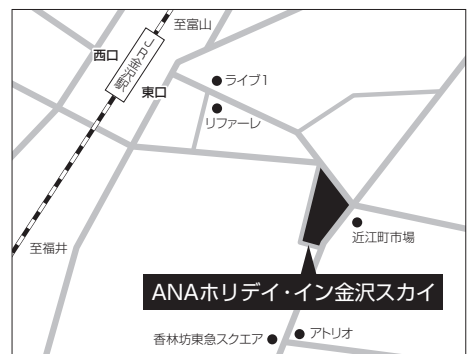 至富山
西口
JR金沢駅
東口
ライブ1
リファーレ
近江町市場
至福井
ANAホリデイ・イン金沢スカイ
香林坊東急スクエア
アトリオ